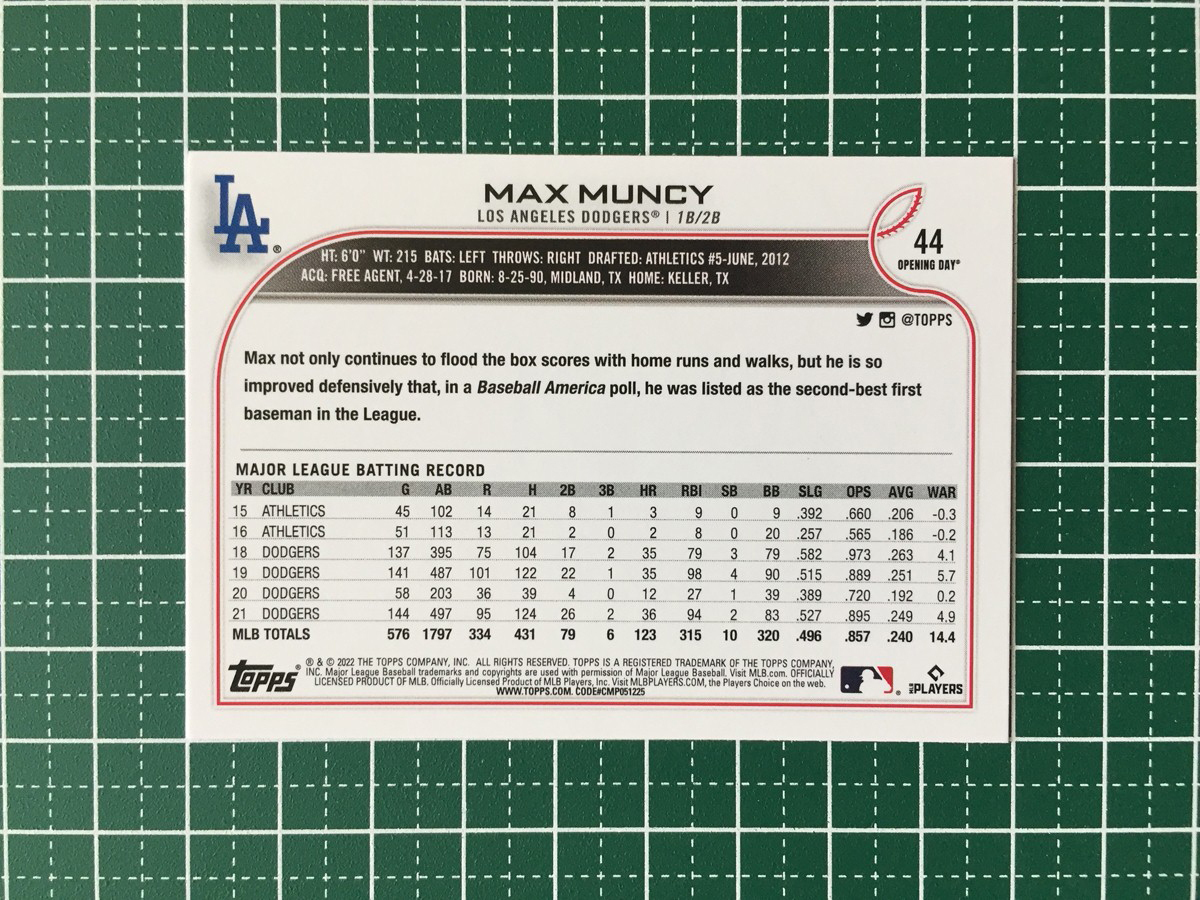 LA ®
MAX MUNCY
LOS ANGELES DODGERS® | 1B/2B
44
OPENING DAY®
HT: 6'0" WT: 215 BATS: LEFT THROWS: RIGHT DRAFTED: ATHLETICS #5-JUNE, 2012
ACQ: FREE AGENT, 4-28-17 BORN: 8-25-90, MIDLAND, TX HOME: KELLER, TX
@TOPPS
Max not only continues to flood the box scores with home runs and walks, but he is so
improved defensively that, in a Baseball America poll, he was listed as the second-best first
baseman in the League.
MAJOR LEAGUE BATTING RECORD
YR CLUB G AB R H 2B 3B HR RBI SB BB SLG OPS AVG WAR
15 ATHLETICS 45 102 14 21 8 1 3 9 0 9 .392 .660 .206 -0.3
16 ATHLETICS 51 113 13 21 2 0 2 8 0 20 .257 .565 .186 -0.2
18 DODGERS 137 395 75 104 17 2 35 79 3 79 .582 .973 .263 4.1
19 DODGERS 141 487 101 122 22 1 35 98 4 90 .515 .889 .251 5.7
20 DODGERS 58 203 36 39 4 0 12 27 1 39 .389 .720 .192 0.2
21 DODGERS 144 497 95 124 26 2 36 94 2 83 .527 .895 .249 4.9
MLB TOTALS 576 1797 334 431 79 6 123 315 10 320 .496 .857 .240 14.4
Topps®
® & © 2022 THE TOPPS COMPANY, INC. ALL RIGHTS RESERVED. TOPPS IS A REGISTERED TRADEMARK OF THE TOPPS COMPANY,
INC. Major League Baseball trademarks and copyrights are used with permission of Major League Baseball. Visit MLB.com. OFFICIALLY
LICENSED PRODUCT OF MLB. Officially Licensed Product of MLB Players, Inc. Visit MLBPLAYERS.COM, the Players Choice on the web.
WWW.TOPPS.COM. CODE#CMP051225
®
MLB PLAYERS